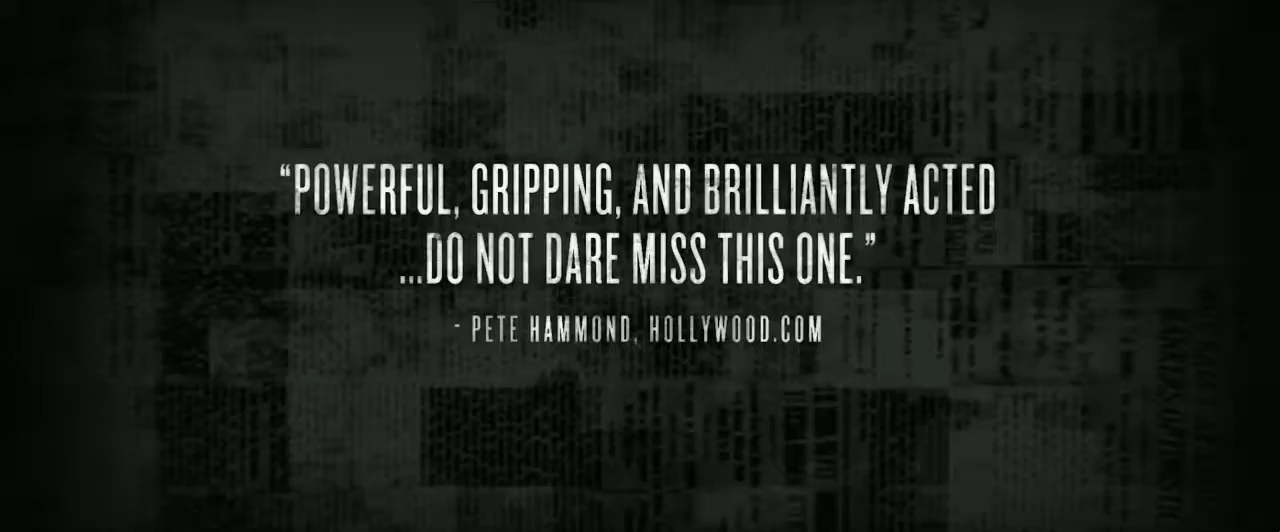 “POWERFUL, GRIPPING, AND BRILLIANTLY ACTED
...DO NOT DARE MISS THIS ONE.”
- PETE HAMMOND, HOLLYWOOD.COM